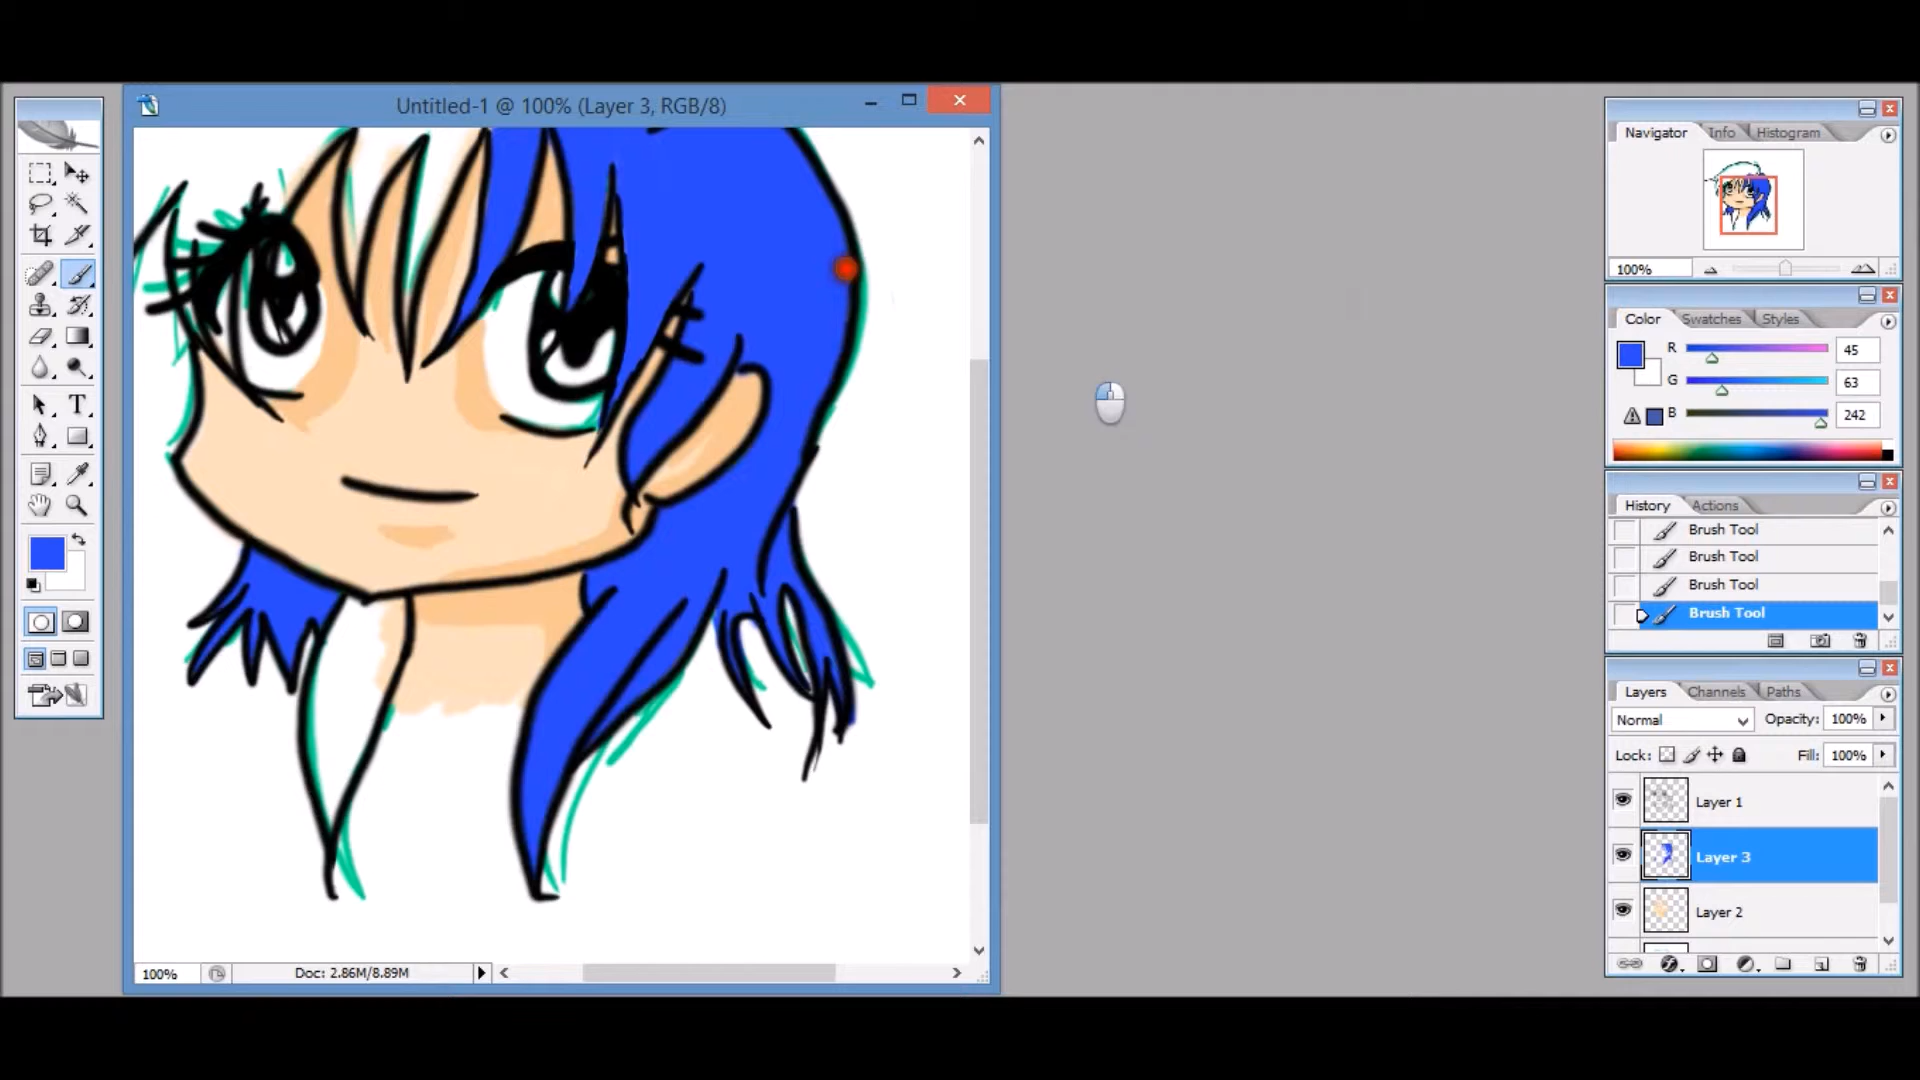 Untitled-1 @ 100% (Layer 3, RGB/8)
Navigator Info Histogram
100%
Color Swatches Styles
R 45
G 63
B 242
History Actions
Brush Tool
Brush Tool
Brush Tool
Brush Tool
Layers Channels Paths
Normal Opacity: 100%
Lock: Fill: 100%
Layer 1
Layer 3
Layer 2
T
100% Doc: 2.86M/8.89M